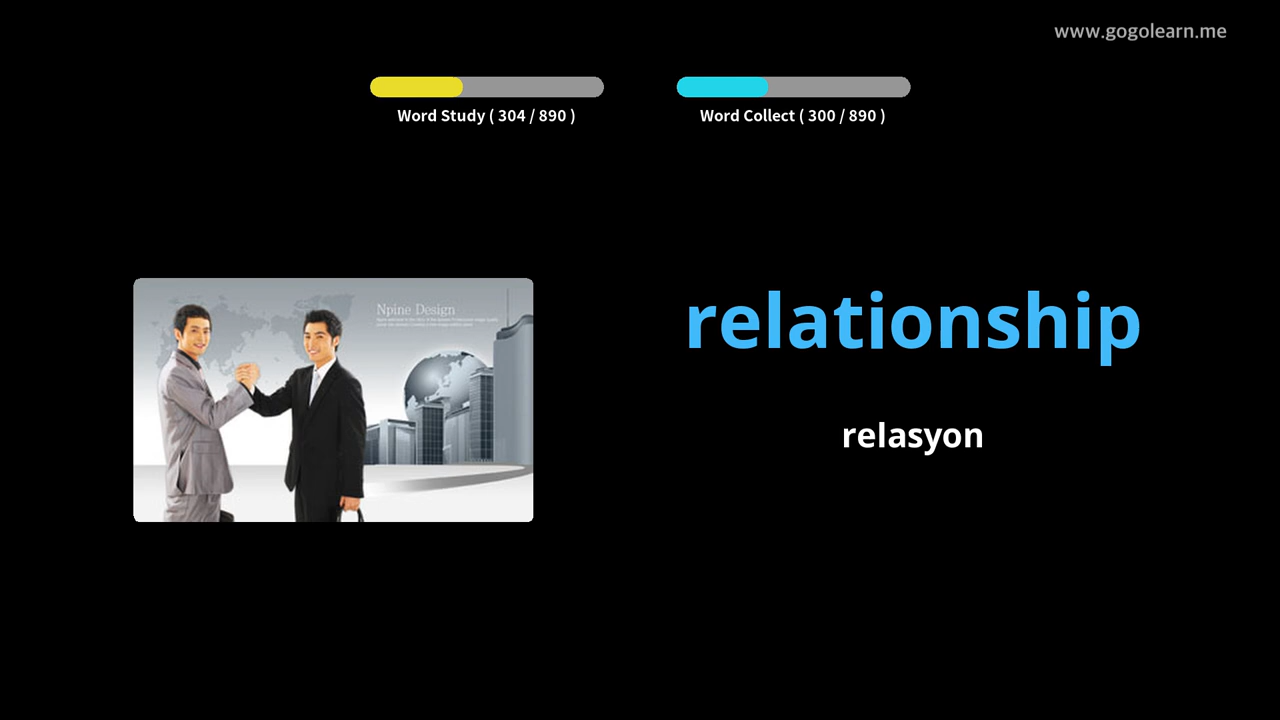 www.gogolearn.me
Word Study ( 304 / 890 )
Word Collect ( 300 / 890 )
Npine Design
relationship
relasyon